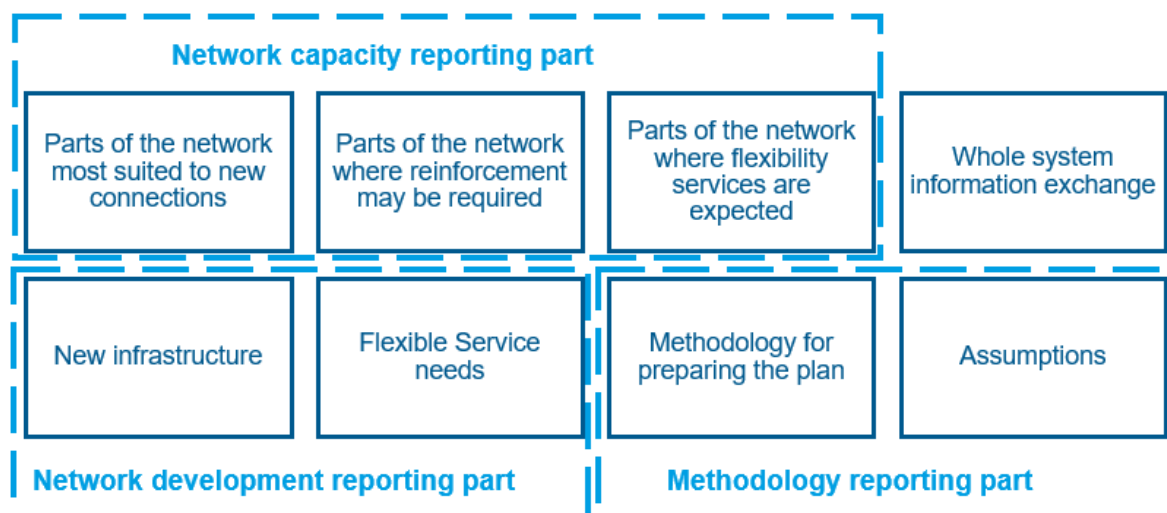 Network capacity reporting part
Parts of the network
most suited to new
connections
Parts of the network
where reinforcement
may be required
Parts of the network
where flexibility
services are
expected
Whole system
information exchange
New infrastructure
Flexible Service
needs
Methodology for
preparing the plan
Assumptions
Network development reporting part
Methodology reporting part